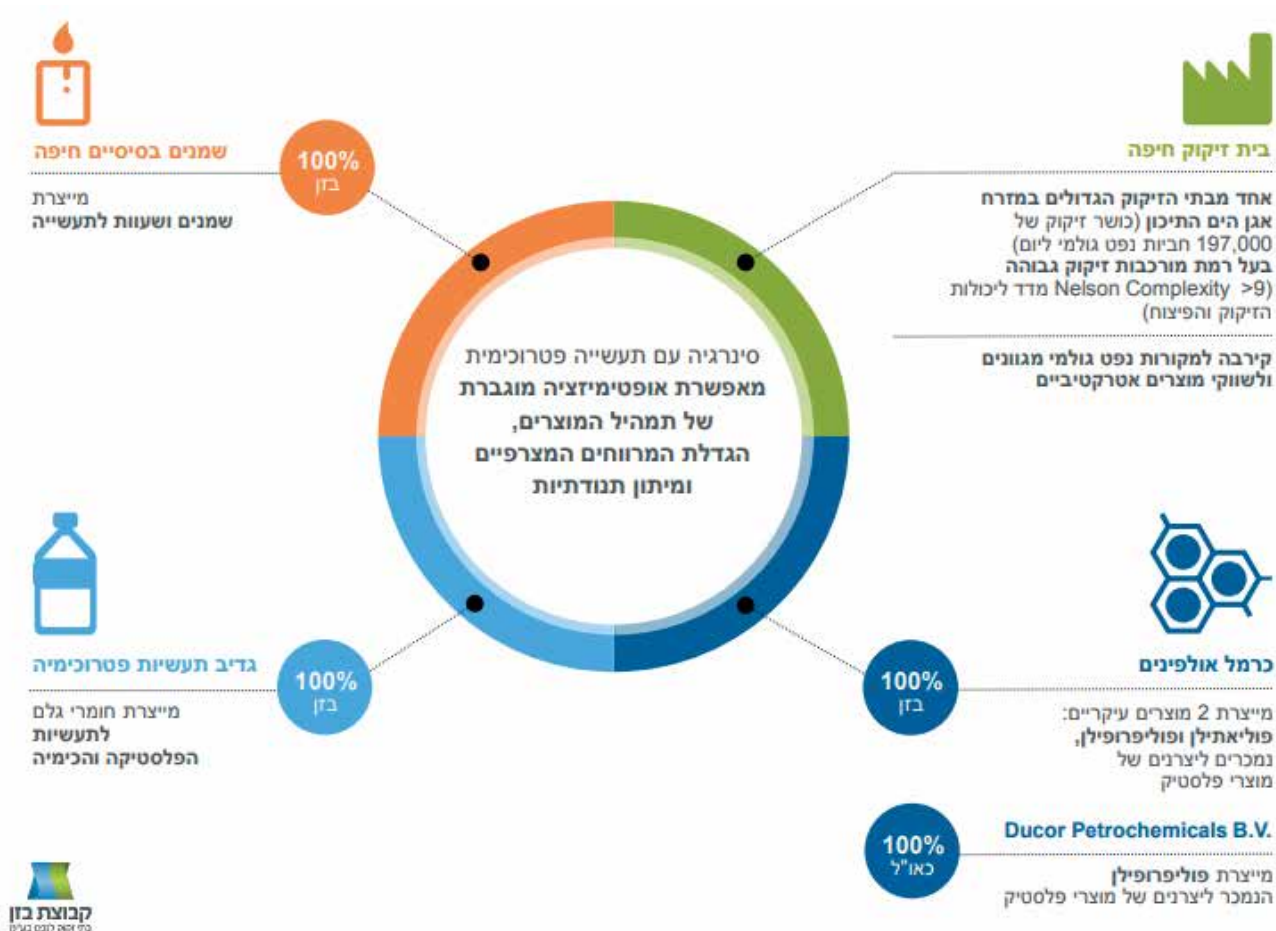 בית זיקוק חיפה
אחד מבתי הזיקוק הגדולים במזרח
אגן הים התיכון (כושר זיקוק של
197,000 חביות נפט גולמי ליום)
בעל רמת מורכבות זיקוק גבוהה
(Nelson Complexity >9 מדד ליכולות
הזיקוק והפיצוח)
קירבה למקורות נפט גולמי מגוונים
ולשווקי מוצרים אטרקטיביים
שמנים בסיסיים חיפה
100%
בזן
מייצרת
שמנים ושעוות לתעשייה
סינרגיה עם תעשייה פטרוכימית
מאפשרת אופטימיזציה מוגברת
של תמהיל המוצרים,
הגדלת המרווחים המצרפיים
ומיתון תנודתיות
כרמל אולפינים
100%
בזן
מייצרת 2 מוצרים עיקריים:
פוליאתילן ופוליפרופילן,
נמכרים ליצרנים של
מוצרי פלסטיק
Ducor Petrochemicals B.V.
100%
כאו"ל
מייצרת פוליפרופילן
הנמכר ליצרנים של מוצרי פלסטיק
גדיב תעשיות פטרוכימיה
100%
בזן
מייצרת חומרי גלם
לתעשיות
הפלסטיקה והכימיה
קבוצת בזן
בתי זקוק לנפט בע"מ